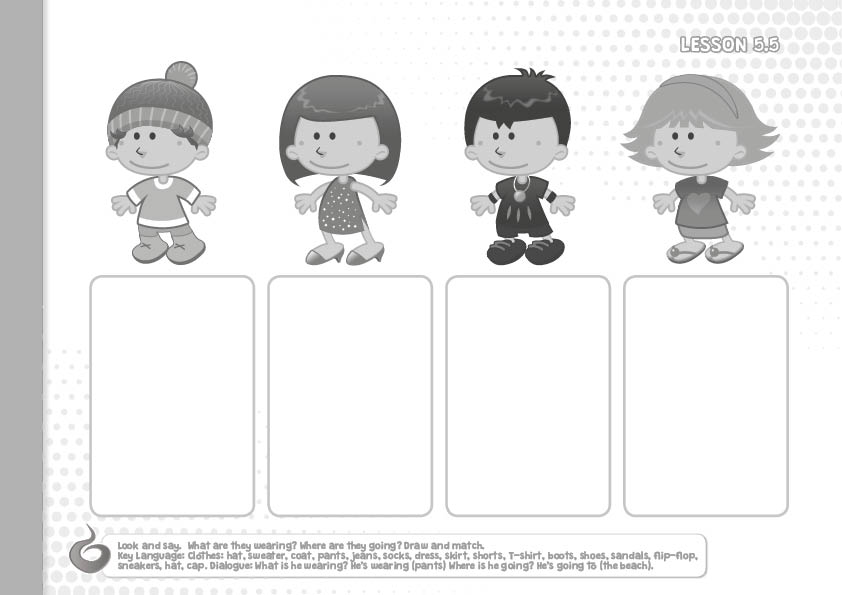 LESSON 5.5
Look and say. What are they wearing? Where are they going? Draw and match.
Key Language: Clothes: hat, sweater, coat, pants, jeans, socks, dress, skirt, shorts, T-shirt, boots, shoes, sandals, flip-flop,
sneakers, hat, cap. Dialogue: What is he wearing? He's wearing (pants) Where is he going? He's going to (the beach).